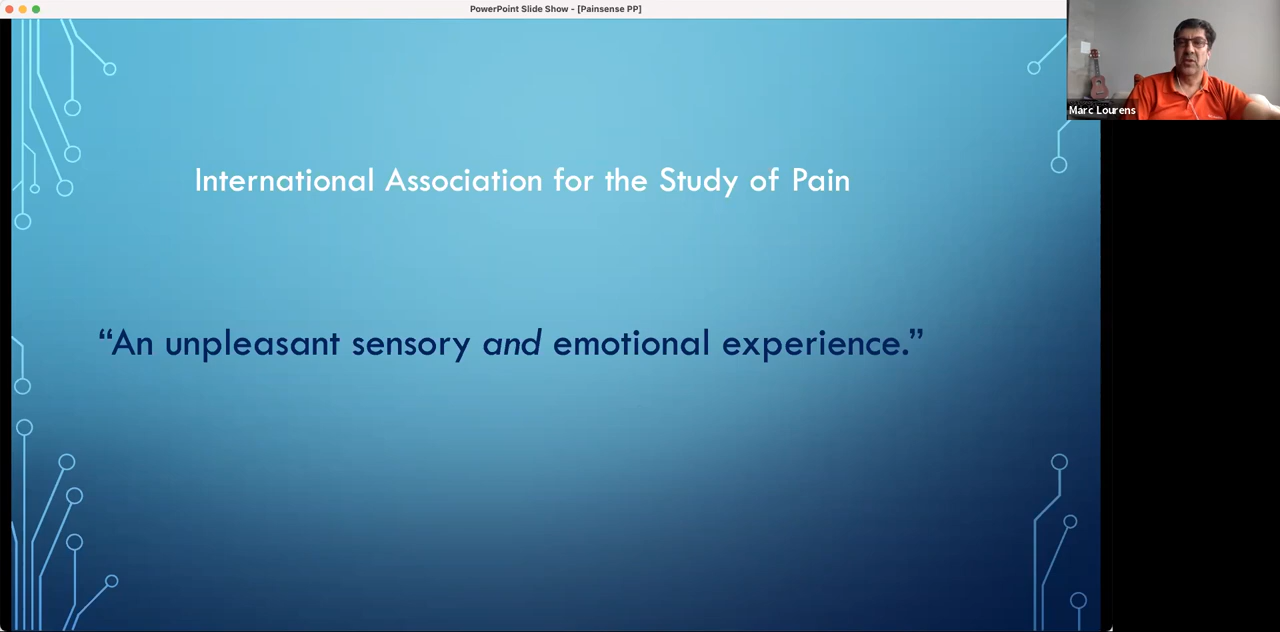 PowerPoint Slide Show - [Painsense PP]
Marc Lourens
International Association for the Study of Pain
“An unpleasant sensory and emotional experience.”